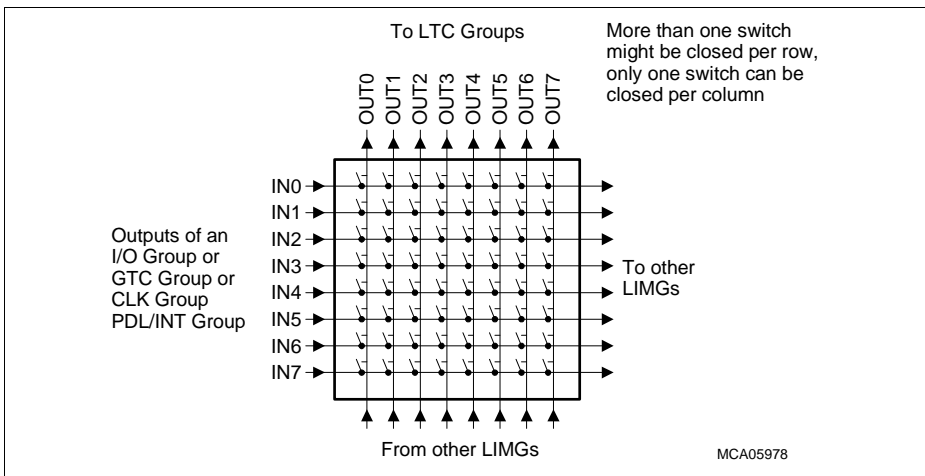 To LTC Groups
More than one switch
might be closed per row,
only one switch can be
closed per column
OUT0
OUT1
OUT2
OUT3
OUT4
OUT5
OUT6
OUT7
IN0
IN1
IN2
IN3
IN4
IN5
IN6
IN7
Outputs of an
I/O Group or
GTC Group or
CLK Group
PDL/INT Group
To other
LIMGs
From other LIMGs
MCA05978